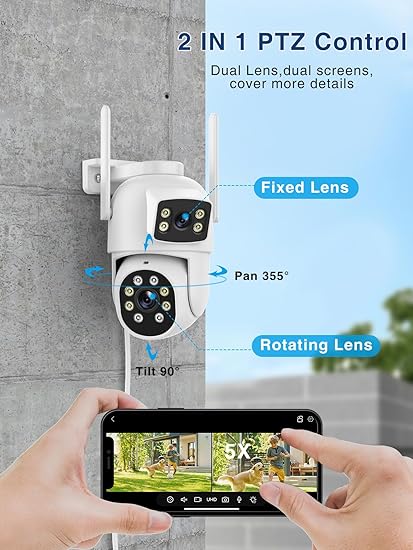 2 IN 1 PTZ Control
Dual Lens,dual screens,
cover more details
Fixed Lens
Pan 355°
Rotating Lens
Tilt 90°
5X
UHD